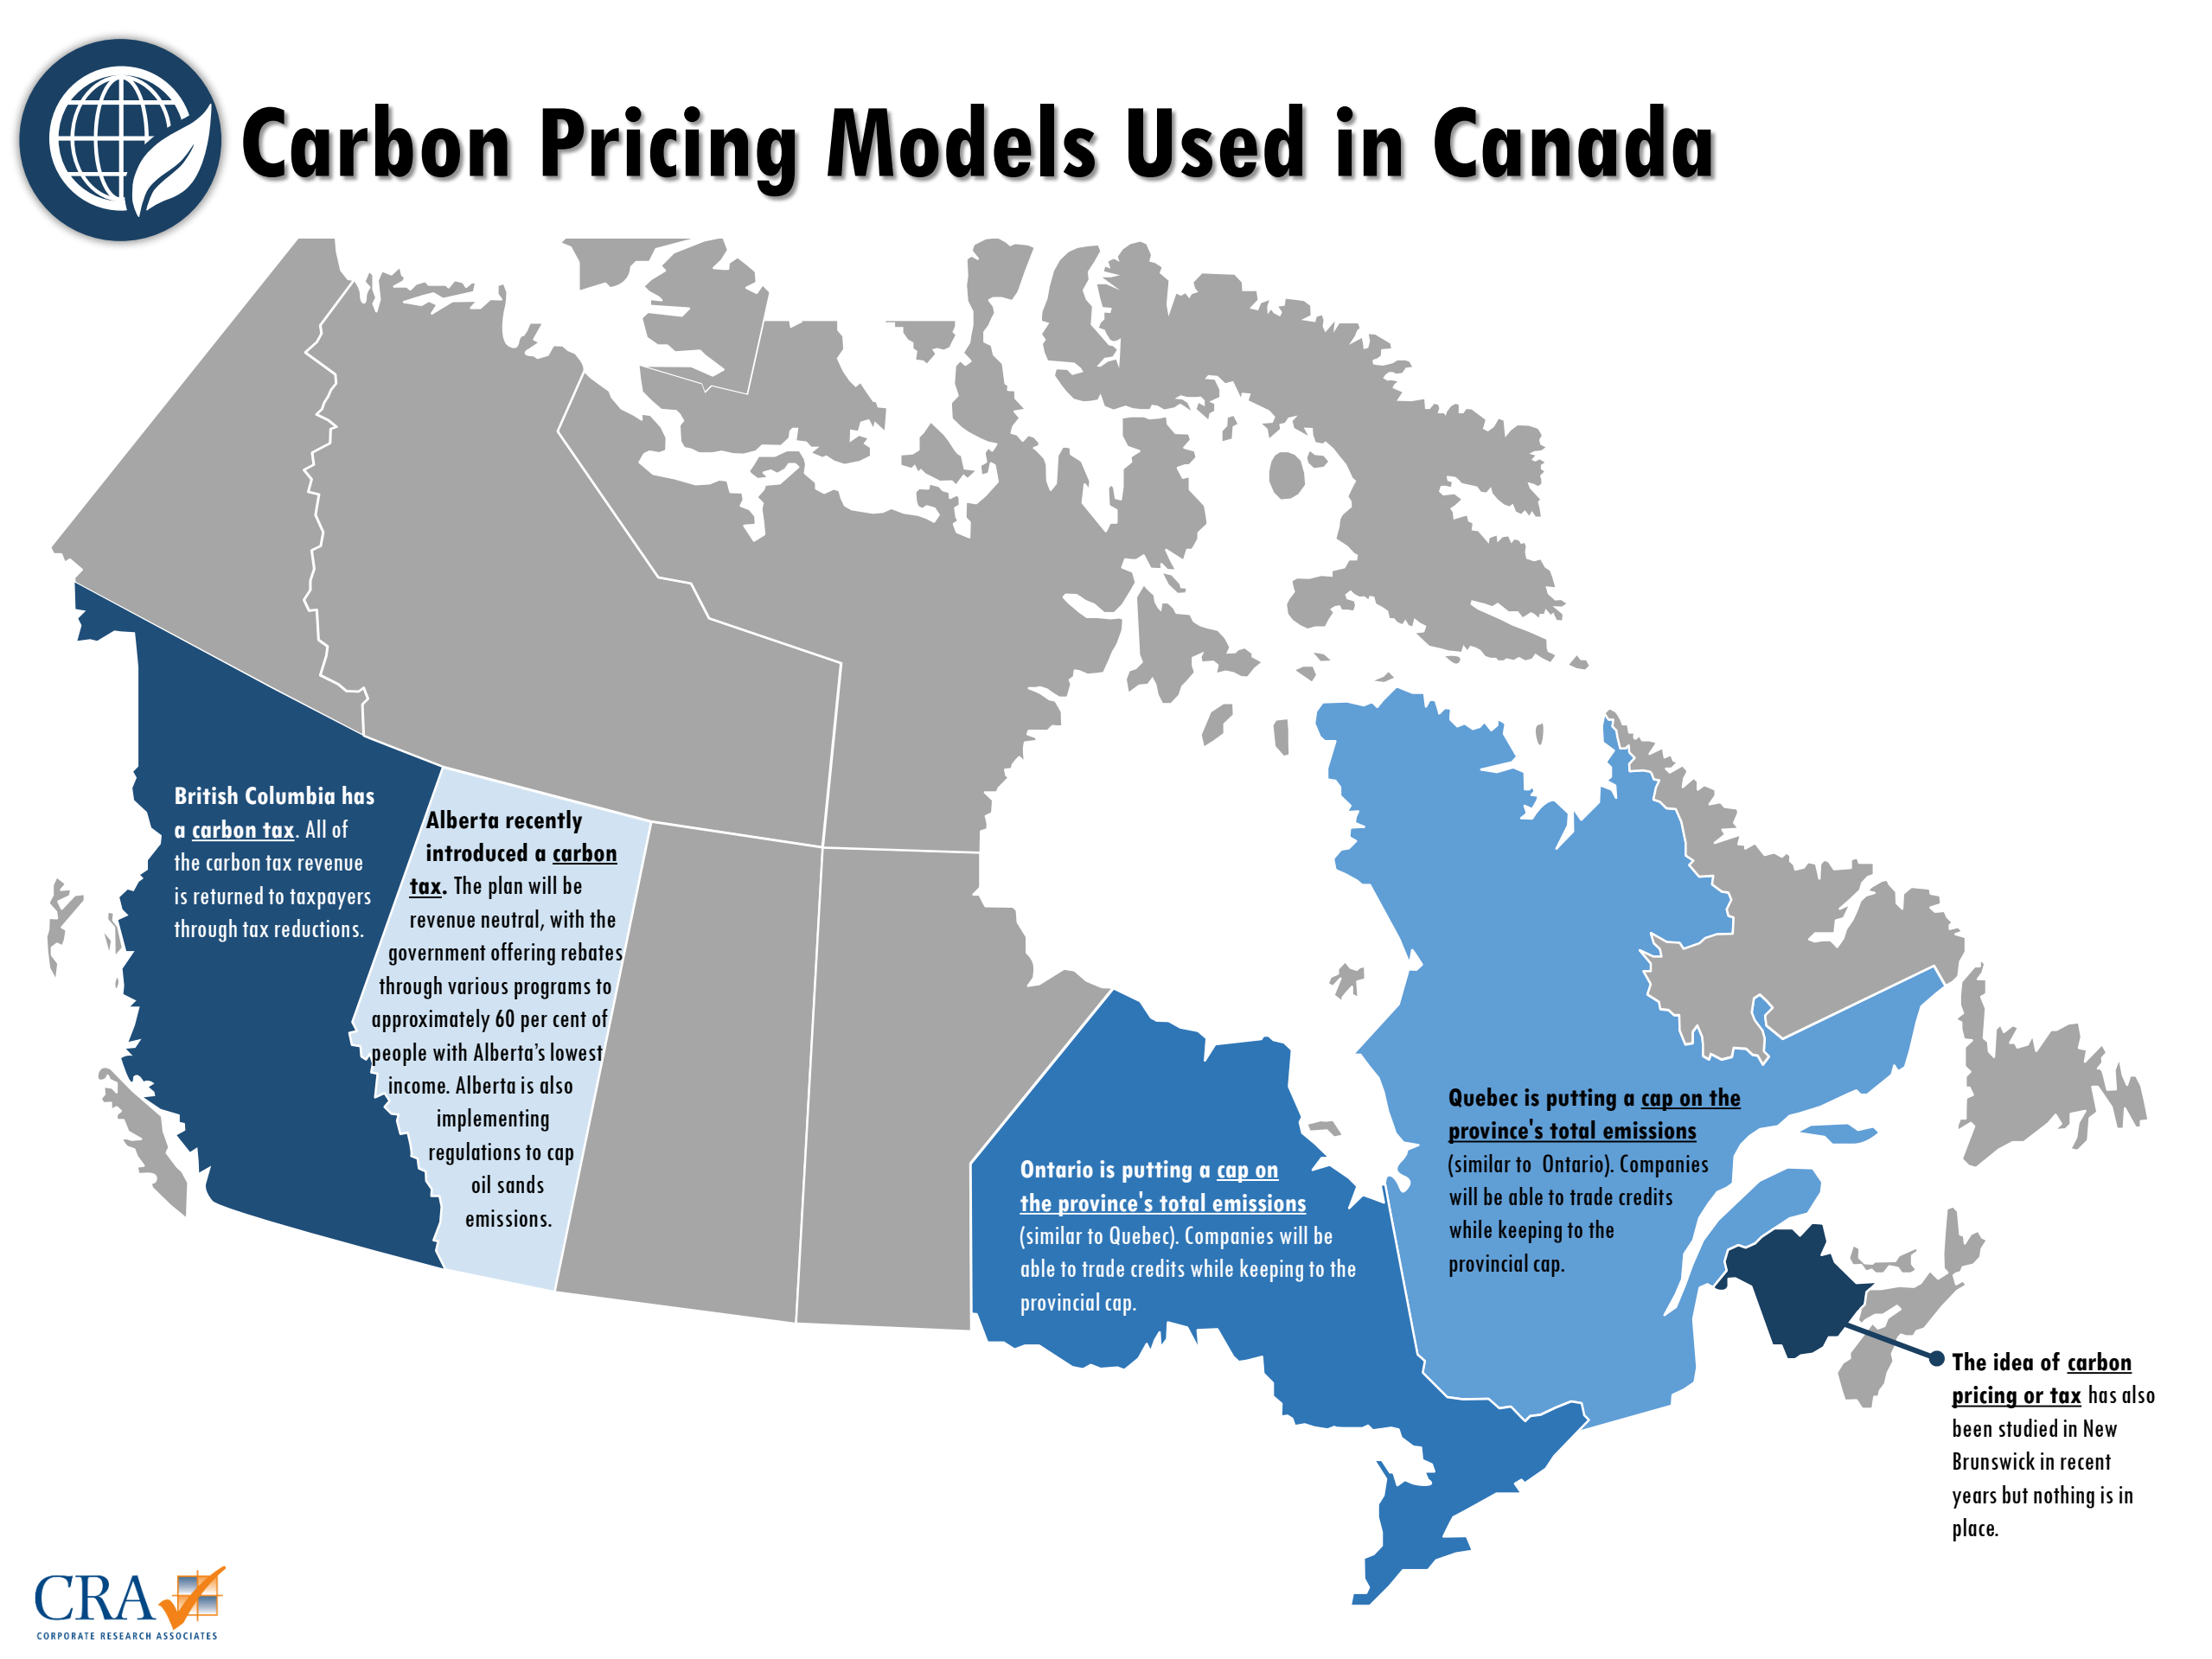 Carbon Pricing Models Used in Canada
British Columbia has
a carbon tax. All of
the carbon tax revenue
is returned to taxpayers
through tax reductions.
Alberta recently
introduced a carbon
tax. The plan will be
revenue neutral, with the
government offering rebates
through various programs to
approximately 60 per cent of
people with Alberta’s lowest
income. Alberta is also
implementing
regulations to cap
oil sands
emissions.
Ontario is putting a cap on
the province's total emissions
(similar to Quebec). Companies will be
able to trade credits while keeping to the
provincial cap.
Quebec is putting a cap on the
province's total emissions
(similar to Ontario). Companies
will be able to trade credits
while keeping to the
provincial cap.
The idea of carbon
pricing or tax has also
been studied in New
Brunswick in recent
years but nothing is in
place.
CRA
CORPORATE RESEARCH ASSOCIATES